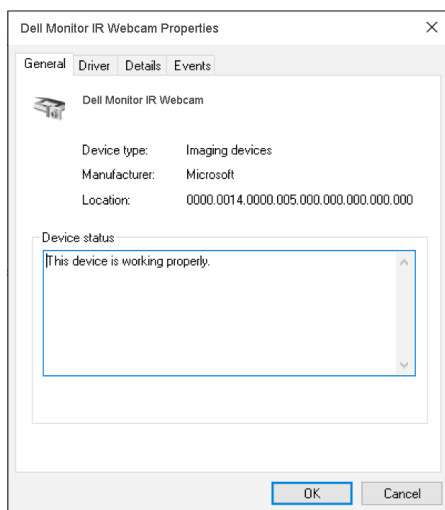 Dell Monitor IR Webcam Properties
General Driver Details Events
Dell Monitor IR Webcam
Device type: Imaging devices
Manufacturer: Microsoft
Location: 0000.0014.0000.005.000.000.000.000.000
Device status
This device is working properly.
OK Cancel